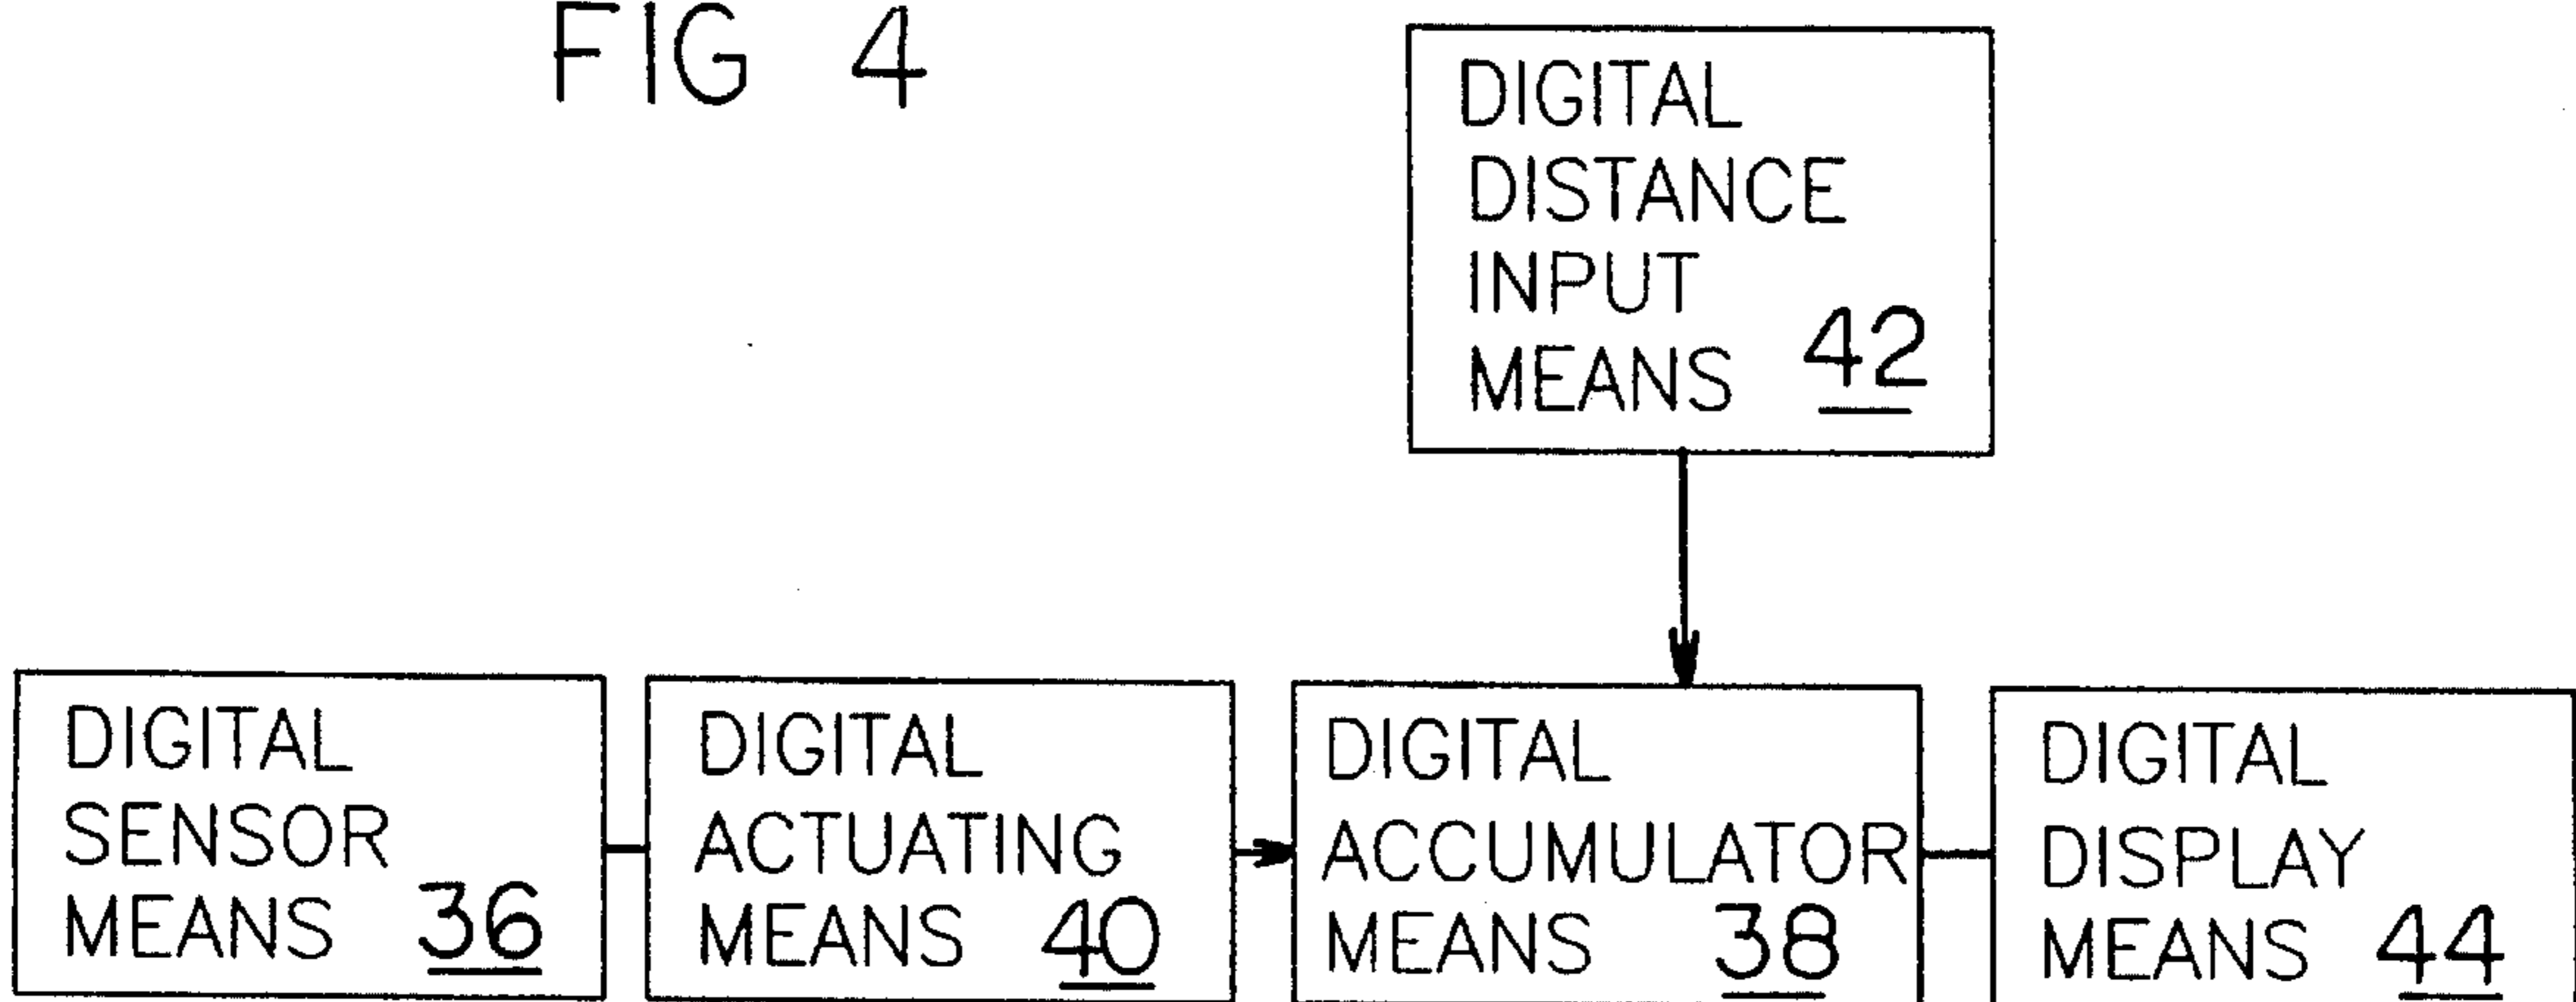 FIG 4
DIGITAL
DISTANCE
INPUT
MEANS 42
DIGITAL
SENSOR
MEANS 36
DIGITAL
ACTUATING
MEANS 40
DIGITAL
ACCUMULATOR
MEANS 38
DIGITAL
DISPLAY
MEANS 44